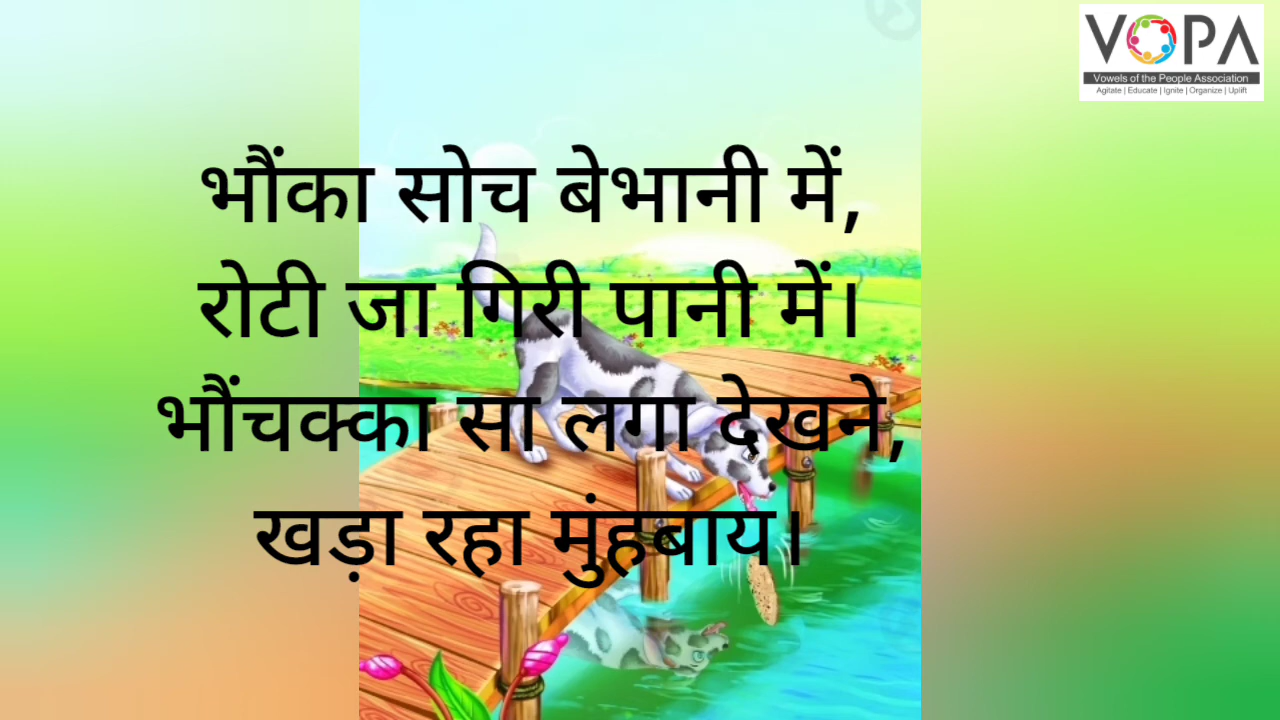 VOPA
Vowels of the People Association
Agitate | Educate | Ignite | Organize | Uplift
भौंका सोच बेभानी में,
रोटी जा गिरी पानी में।
भौंचक्का सा लगा देखने,
खड़ा रहा मुंहबाय।